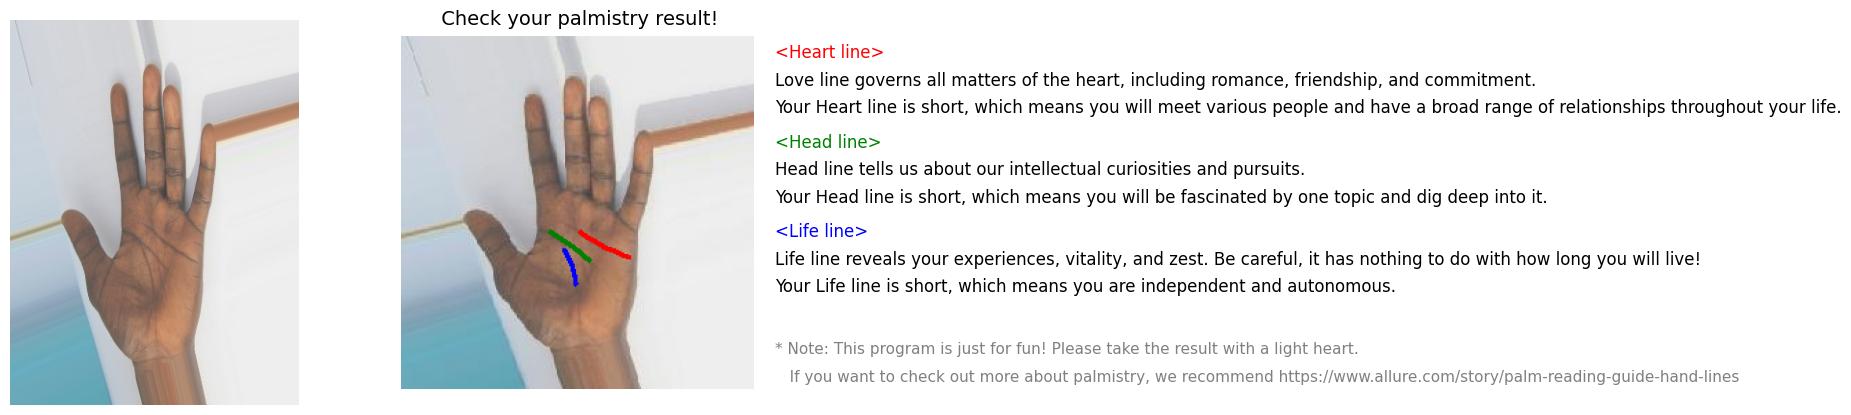 Check your palmistry result!
<Heart line>
Love line governs all matters of the heart, including romance, friendship, and commitment.
Your Heart line is short, which means you will meet various people and have a broad range of relationships throughout your life.
<Head line>
Head line tells us about our intellectual curiosities and pursuits.
Your Head line is short, which means you will be fascinated by one topic and dig deep into it.
<Life line>
Life line reveals your experiences, vitality, and zest. Be careful, it has nothing to do with how long you will live!
Your Life line is short, which means you are independent and autonomous.
* Note: This program is just for fun! Please take the result with a light heart.
If you want to check out more about palmistry, we recommend https://www.allure.com/story/palm-reading-guide-hand-lines